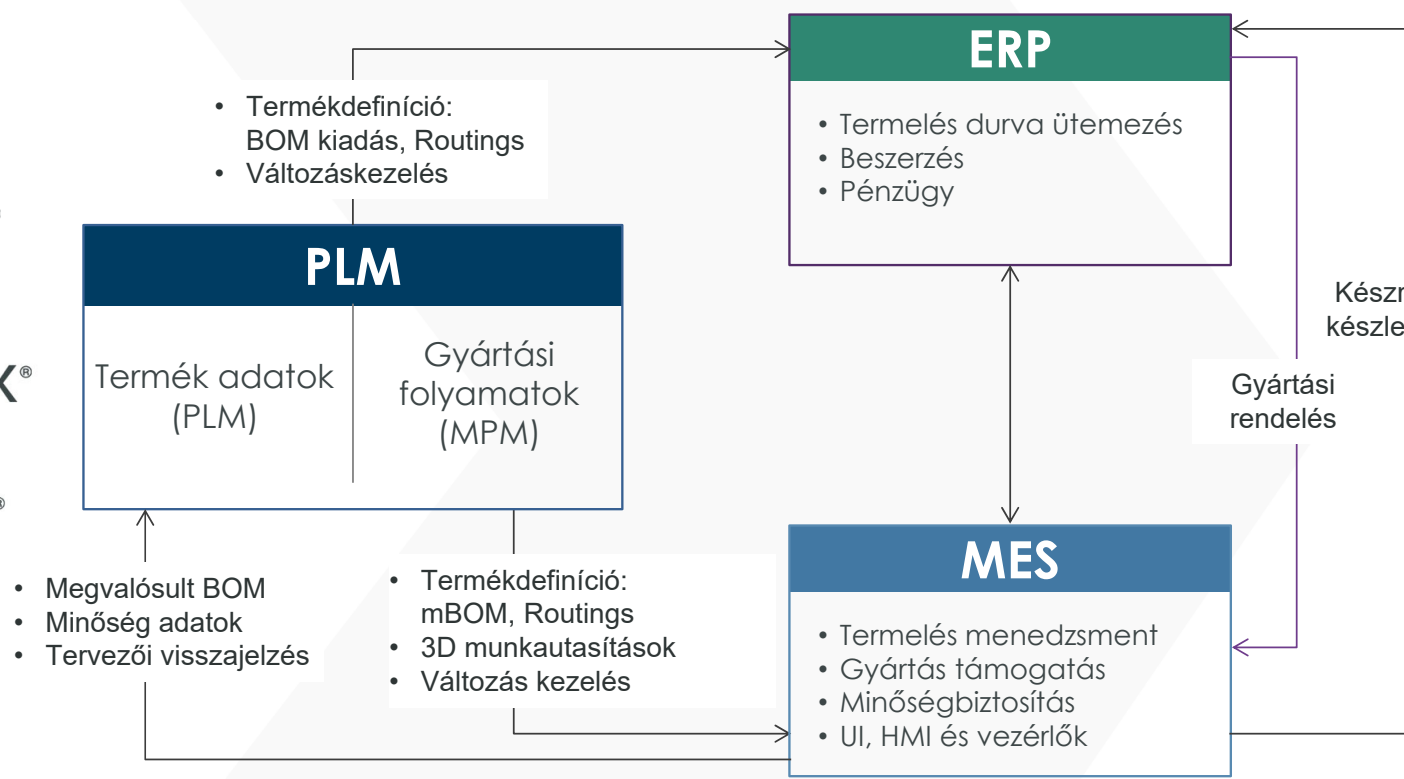 ERP
• Termelés durva ütemezés
• Beszerzés
• Pénzügy
• Termékdefiníció:
BOM kiadás, Routings
• Változáskezelés
PLM
Termék adatok
(PLM)
Gyártási
folyamatok
(MPM)
Gyártási
rendelés
• Megvalósult BOM
• Minőség adatok
• Tervezői visszajelzés
• Termékdefiníció:
mBOM, Routings
• 3D munkautasítások
• Változás kezelés
MES
• Termelés menedzsment
• Gyártás támogatás
• Minőségbiztosítás
• UI, HMI és vezérlők